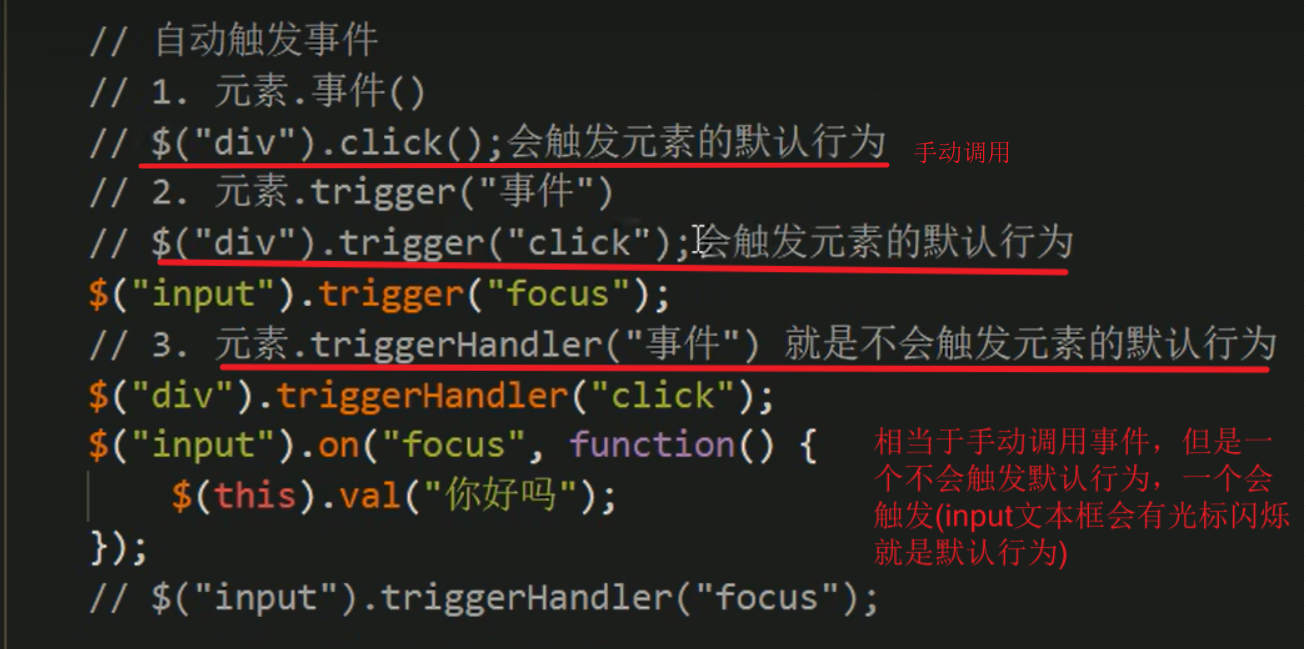 // 自动触发事件
// 1. 元素.事件()
// $("div").click();会触发元素的默认行为
手动调用
// 2. 元素.trigger("事件")
// $("div").trigger("click");会触发元素的默认行为
$("input").trigger("focus");
// 3. 元素.triggerHandler("事件") 就是不会触发元素的默认行为
$("div").triggerHandler("click");
$("input").on("focus", function() {
$(this).val("你好吗");
});
// $("input").triggerHandler("focus");
相当于手动调用事件，但是一
个不会触发默认行为，一个会
触发(input文本框会有光标闪烁
就是默认行为)